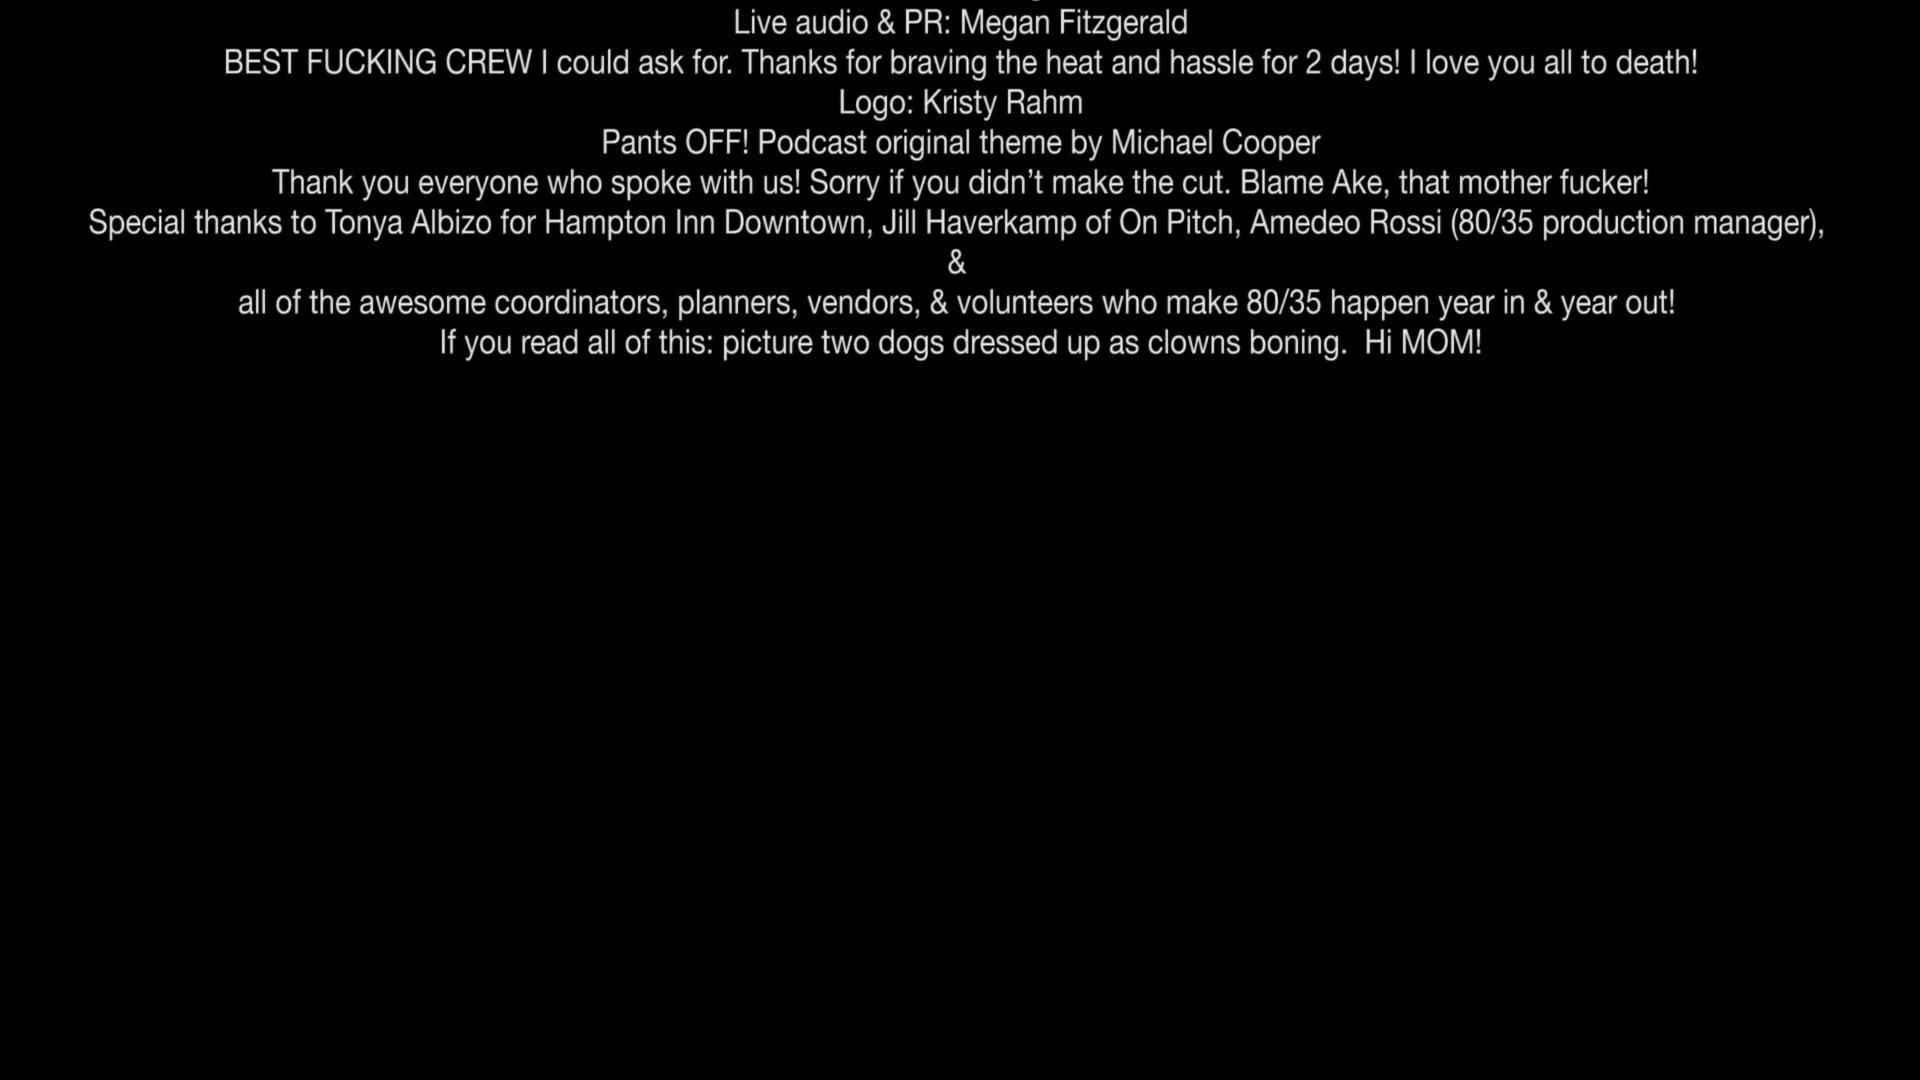 Live audio & PR: Megan Fitzgerald
BEST FUCKING CREW I could ask for. Thanks for braving the heat and hassle for 2 days! I love you all to death!
Logo: Kristy Rahm
Pants OFF! Podcast original theme by Michael Cooper
Thank you everyone who spoke with us! Sorry if you didn’t make the cut. Blame Ake, that mother fucker!
Special thanks to Tonya Albizo for Hampton Inn Downtown, Jill Haverkamp of On Pitch, Amedeo Rossi (80/35 production manager),
&
all of the awesome coordinators, planners, vendors, & volunteers who make 80/35 happen year in & year out!
If you read all of this: picture two dogs dressed up as clowns boning.  Hi MOM!